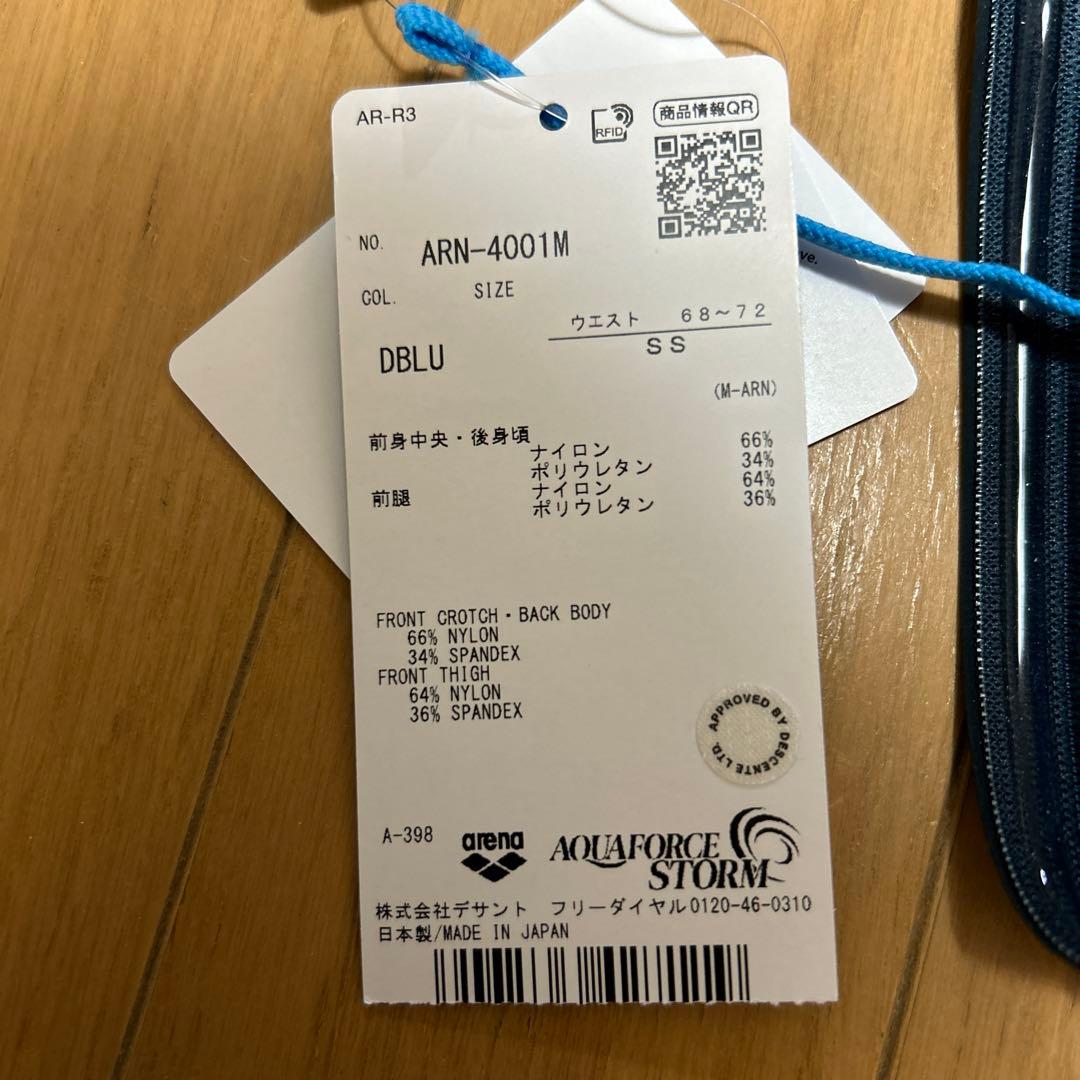 AR-R3
RFID
商品情報QR
NO. ARN-4001M
COL. SIZE
ウエスト 68~72
DBLU
SS
(M-ARN)
前身中央・後身頃
ナイロン 66%
ポリウレタン 34%
前腿 ナイロン 64%
ポリウレタン 36%
FRONT CROTCH・BACK BODY
66% NYLON
34% SPANDEX
FRONT THIGH
64% NYLON
36% SPANDEX
APPROVED BY DESCENTE LTD.
A-398
arena
AQUAFORCE
STORM
株式会社デサント フリーダイヤル0120-46-0310
日本製/MADE IN JAPAN